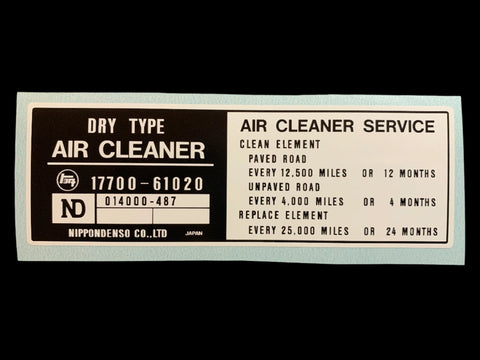 DRY TYPE
AIR CLEANER
17700-61020
ND
014000-487
NIPPONDENSO CO.,LTD JAPAN
AIR CLEANER SERVICE
CLEAN ELEMENT
PAVED ROAD
EVERY 12,500 MILES OR 12 MONTHS
UNPAVED ROAD
EVERY 4,000 MILES OR 4 MONTHS
REPLACE ELEMENT
EVERY 25,000 MILES OR 24 MONTHS